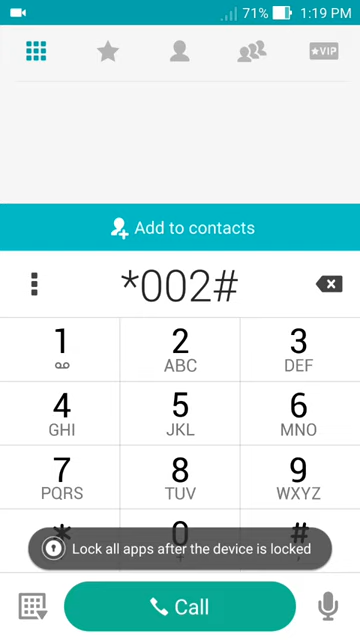 71% 1:19 PM
★VIP
Add to contacts
*002#
1 2 3
ABC DEF
4 5 6
GHI JKL MNO
7 8 9
PQRS TUV WXYZ
* 0 #
Lock all apps after the device is locked
Call